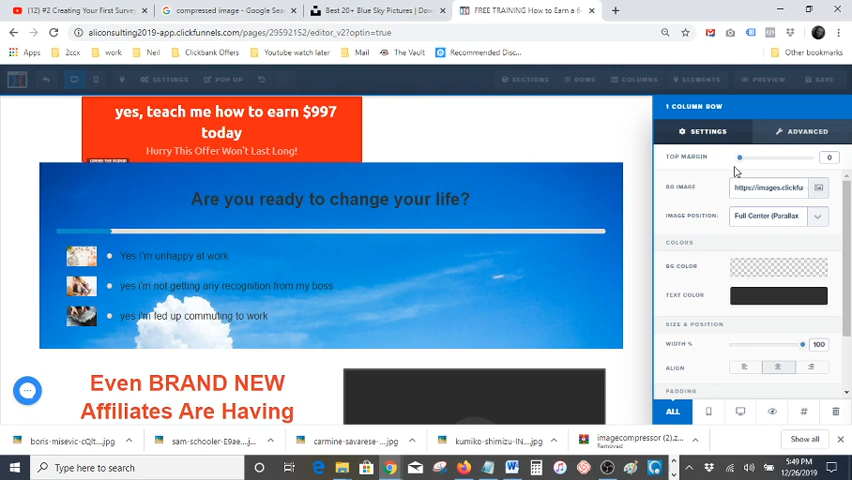 (12) #2 Creating Your First Surve
compressed image - Google Sea
Best 20+ Blue Sky Pictures | Dow
FREE TRAINING How to Earn a 6-
aliconsulting2019-app.clickfunnels.com/pages/29592152/editor_v2?optin=true
Apps
2ccx
work
Neil
Clickbank Offers
Youtube watch later
Mail
The Vault
Recommended Disec...
Other bookmarks
SETTINGS
POP UP
SECTIONS
ROWS
COLUMNS
ELEMENTS
PREVIEW
SAVE
yes, teach me how to earn $997
today
Hurry This Offer Won't Last Long!
Are you ready to change your life?
Yes i'm unhappy at work
yes i'm not getting any recognition from my boss
yes i'm fed up commuting to work
Even BRAND NEW
Affiliates Are Having
1 COLUMN ROW
SETTINGS
ADVANCED
TOP MARGIN
0
BG IMAGE
https://images.clickfu
IMAGE POSITION:
Full Center (Parallax
COLORS
BG COLOR
TEXT COLOR
SIZE & POSITION
WIDTH %
100
ALIGN
PADDING
ALL
boris-misevic-cQIt....jpg
sam-schooler-E9ae....jpg
carmine-savarese-....jpg
kumiko-shimizu-IN....jpg
imagecompressor (2).z...
Removed
Show all
Type here to search
5:49 PM
12/26/2019